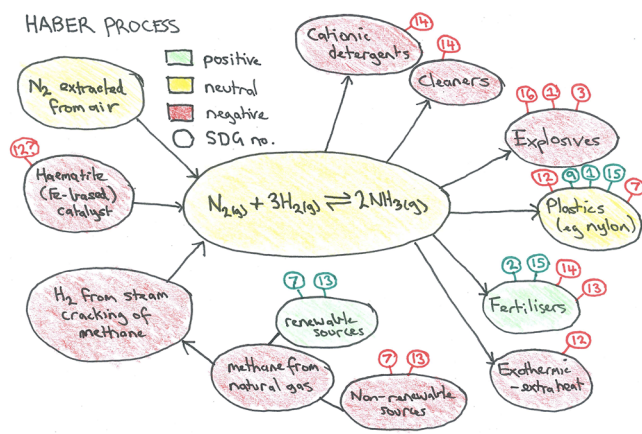 HABER PROCESS
positive
neutral
negative
SDG no.
N₂ extracted
from air
12?
Haematite
(Fe-based)
catalyst
H₂ from steam
cracking of
methane
N₂(g) + 3H₂(g) ⇌ 2NH₃(g)
14
Cationic
detergents
14
Cleaners
16 1 3
Explosives
12 9 1 15 7
Plastics
(eg nylon)
2 15 14 13
Fertilisers
12
Exothermic
-extra heat
7 13
renewable
sources
methane from
natural gas
7 13
Non-renewable
sources